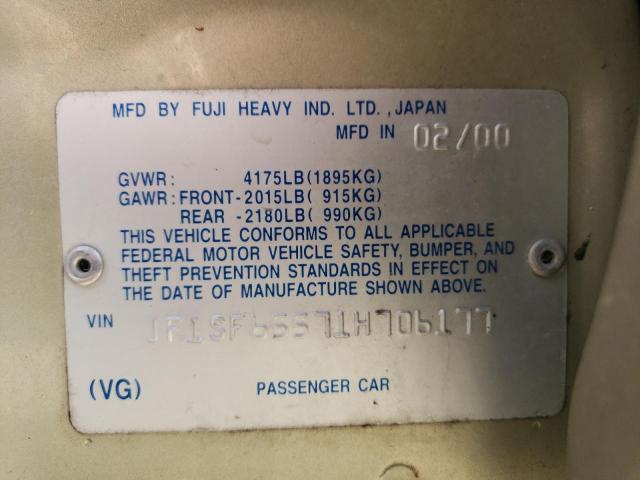 MFD BY FUJI HEAVY IND. LTD., JAPAN
MFD IN 02/00
GVWR: 4175LB(1895KG)
GAWR: FRONT-2015LB( 915KG)
REAR -2180LB( 990KG)
THIS VEHICLE CONFORMS TO ALL APPLICABLE
FEDERAL MOTOR VEHICLE SAFETY, BUMPER, AND
THEFT PREVENTION STANDARDS IN EFFECT ON
THE DATE OF MANUFACTURE SHOWN ABOVE.
VIN JF1SF65571H706177
(VG) PASSENGER CAR